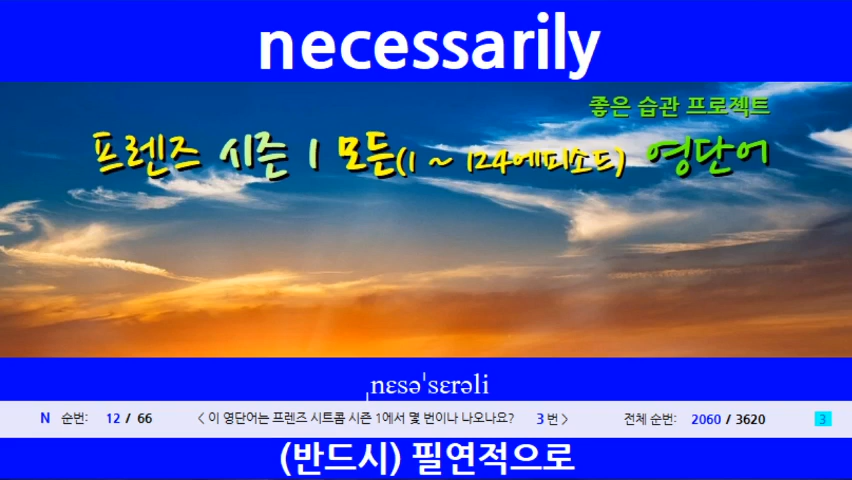 necessarily
좋은 습관 프로젝트
프렌즈 시즌 1 모든(1 ~ 124에피소드) 영단어
ˌnɛsəˈsɛrəli
N 순번: 12 / 66 < 이 영단어는 프렌즈 시트콤 시즌 1에서 몇 번이나 나오나요? 3 번 > 전체 순번: 2060 / 3620 3
(반드시) 필연적으로